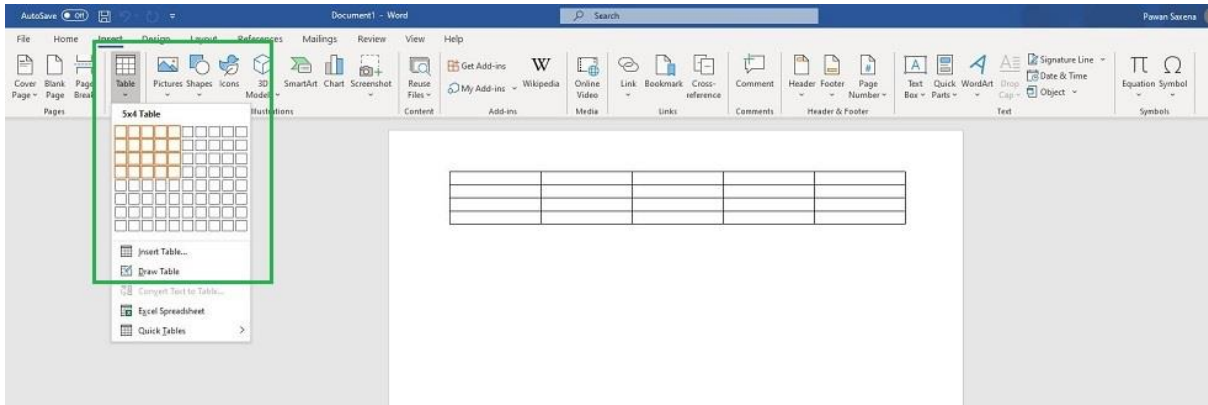 AutoSave Off Document1 - Word Search Pawan Saxena
File Home Insert Design Layout References Mailings Review View Help
Cover Page Blank Page Page Break
Table
Pictures Shapes Icons 3D Models SmartArt Chart Screenshot
Reuse Files
Get Add-ins
My Add-ins
Wikipedia
Online Video
Link Bookmark Cross-reference
Comment
Header Footer Page Number
Text Box Quick Parts WordArt Drop Cap
Signature Line
Date & Time
Object
Equation Symbol
Pages Illustrations Content Add-ins Media Links Comments Header & Footer Text Symbols
5x4 Table
Insert Table...
Draw Table
Convert Text to Table...
Excel Spreadsheet
Quick Tables